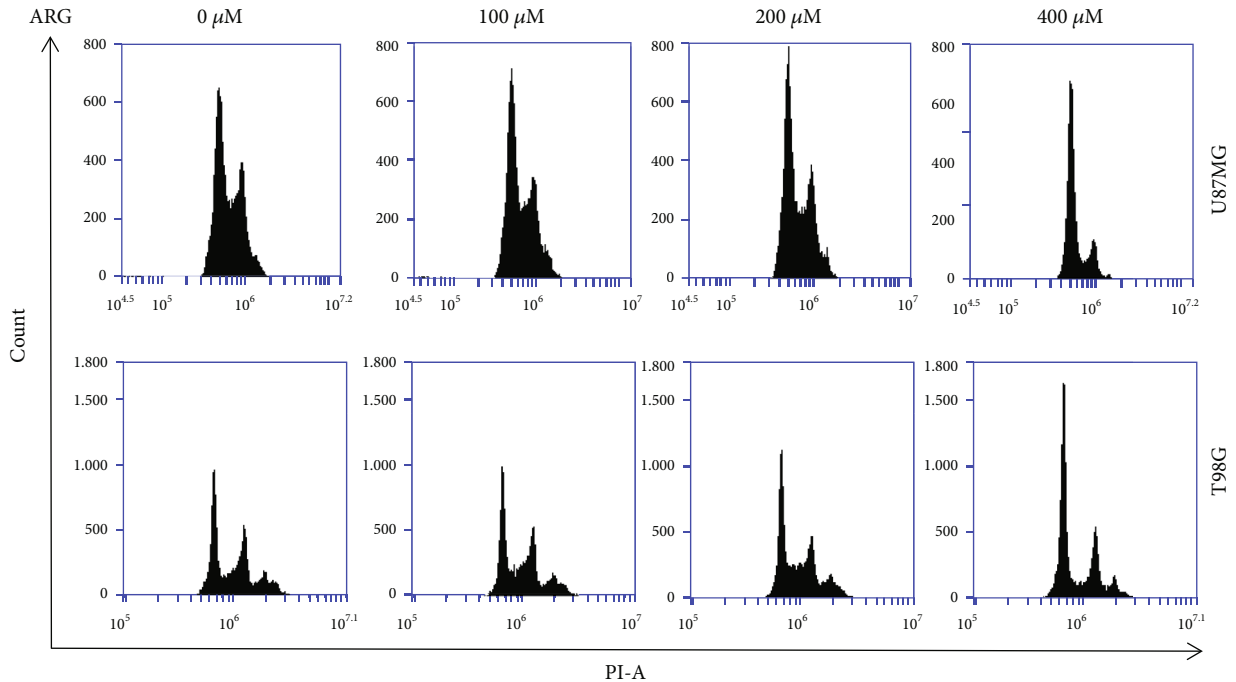 ARG 0 μM 100 μM 200 μM 400 μM
800 800 800 800
600 600 600 600
400 400 400 400
200 200 200 200
0 0 0 0
10^4.5 10^5 10^6 10^7.2 10^4.5 10^5 10^6 10^7 10^4.5 10^5 10^6 10^7 10^4.5 10^5 10^6 10^7.2
U87MG
Count
1.800 1.800 1.800 1.800
1.500 1.500 1.500 1.500
1.000 1.000 1.000 1.000
500 500 500 500
0 0 0 0
10^5 10^6 10^7.1 10^5 10^6 10^7 10^5 10^6 10^7 10^5 10^6 10^7.1
T98G
PI-A